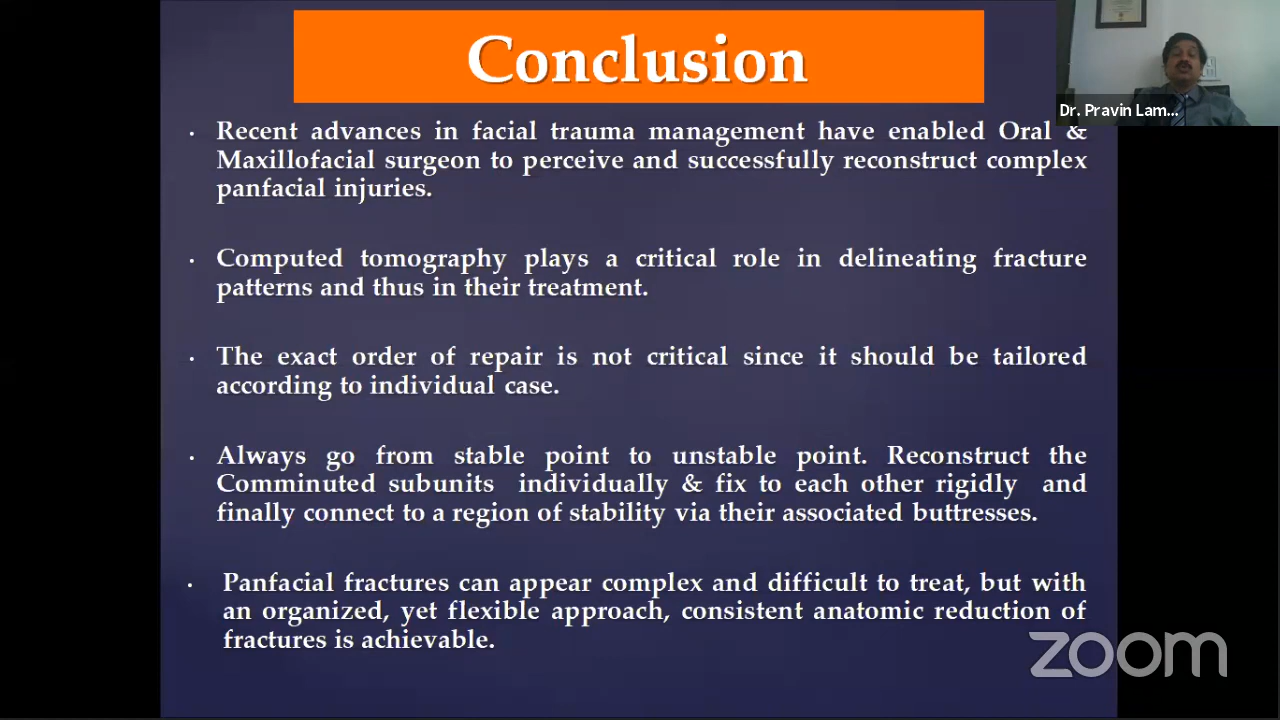 Conclusion
Dr. Pravin Lam...
• Recent advances in facial trauma management have enabled Oral &
Maxillofacial surgeon to perceive and successfully reconstruct complex
panfacial injuries.
• Computed tomography plays a critical role in delineating fracture
patterns and thus in their treatment.
• The exact order of repair is not critical since it should be tailored
according to individual case.
• Always go from stable point to unstable point. Reconstruct the
Comminuted subunits individually & fix to each other rigidly and
finally connect to a region of stability via their associated buttresses.
• Panfacial fractures can appear complex and difficult to treat, but with
an organized, yet flexible approach, consistent anatomic reduction of
fractures is achievable.
zoom